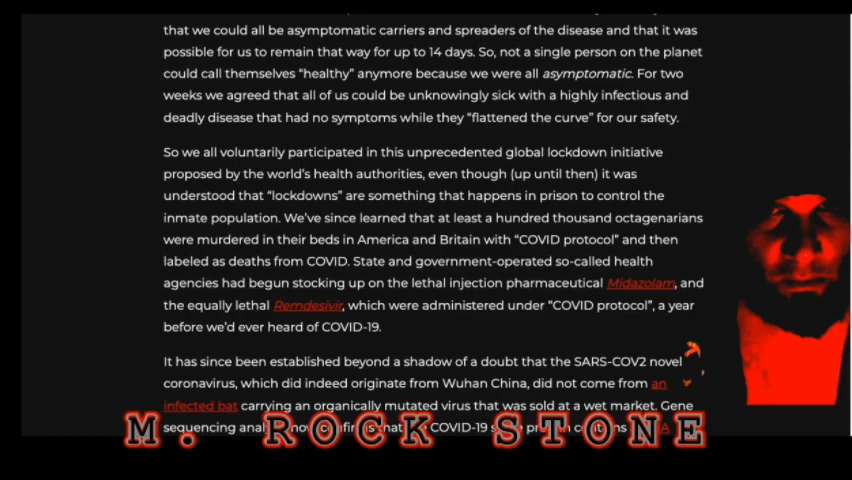 that we could all be asymptomatic carriers and spreaders of the disease and that it was
possible for us to remain that way for up to 14 days. So, not a single person on the planet
could call themselves “healthy” anymore because we were all asymptomatic. For two
weeks we agreed that all of us could be unknowingly sick with a highly infectious and
deadly disease that had no symptoms while they “flattened the curve” for our safety.
So we all voluntarily participated in this unprecedented global lockdown initiative
proposed by the world’s health authorities, even though (up until then) it was
understood that “lockdowns” are something that happens in prison to control the
inmate population. We’ve since learned that at least a hundred thousand octagenarians
were murdered in their beds in America and Britain with “COVID protocol” and then
labeled as deaths from COVID. State and government-operated so-called health
agencies had begun stocking up on the lethal injection pharmaceutical Midazolam, and
the equally lethal Remdesivir, which were administered under “COVID protocol”, a year
before we’d ever heard of COVID-19.
It has since been established beyond a shadow of a doubt that the SARS-COV2 novel
coronavirus, which did indeed originate from Wuhan China, did not come from an
infected bat carrying an organically mutated virus that was sold at a wet market. Gene
sequencing that COVID-19
M. ROCK STONE